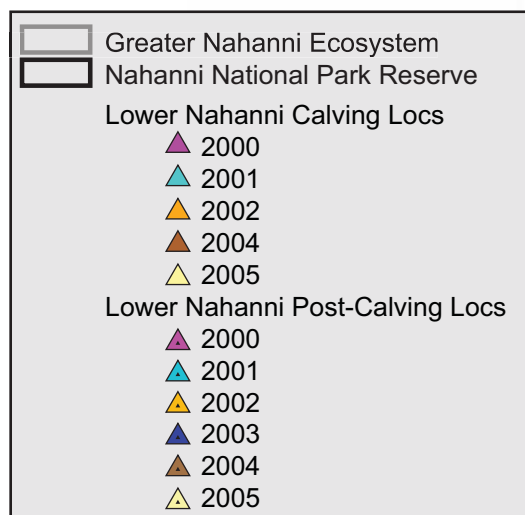 Greater Nahanni Ecosystem
Nahanni National Park Reserve
Lower Nahanni Calving Locs
2000
2001
2002
2004
2005
Lower Nahanni Post-Calving Locs
2000
2001
2002
2003
2004
2005